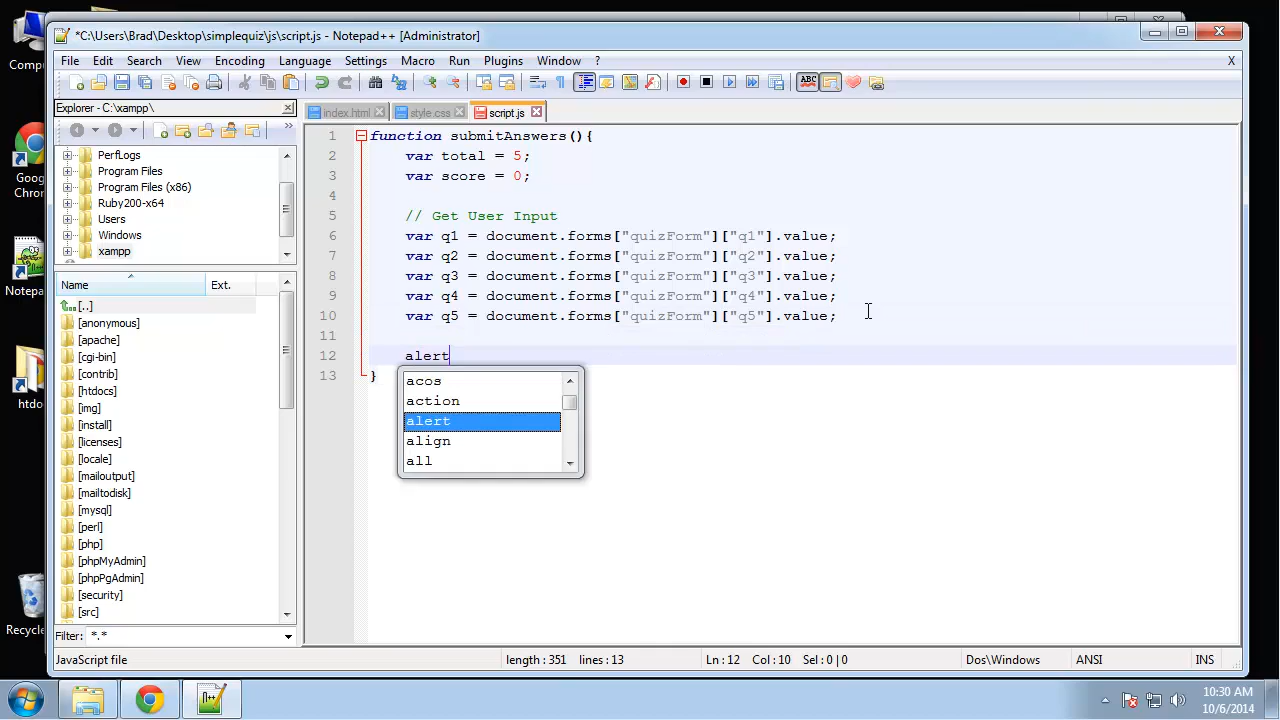 Compu
*C:\Users\Brad\Desktop\simplequiz\js\script.js - Notepad++ [Administrator]
File Edit Search View Encoding Language Settings Macro Run Plugins Window ? X
ABC
Explorer - C:\xampp\
index.html style.css script.js
PerfLogs
Program Files
Program Files (x86)
Ruby200-x64
Users
Windows
xampp
Goog
Chro
Notepa
htdo
Recycle
Name Ext.
[..]
[anonymous]
[apache]
[cgi-bin]
[contrib]
[htdocs]
[img]
[install]
[licenses]
[locale]
[mailoutput]
[mailtodisk]
[mysql]
[perl]
[php]
[phpMyAdmin]
[phpPgAdmin]
[security]
[src]
Filter: *.*
1 function submitAnswers(){
2 var total = 5;
3 var score = 0;
4
5 // Get User Input
6 var q1 = document.forms["quizForm"]["q1"].value;
7 var q2 = document.forms["quizForm"]["q2"].value;
8 var q3 = document.forms["quizForm"]["q3"].value;
9 var q4 = document.forms["quizForm"]["q4"].value;
10 var q5 = document.forms["quizForm"]["q5"].value;
11
12 alert
13 }
acos
action
alert
align
all
JavaScript file length : 351 lines : 13 Ln : 12 Col : 10 Sel : 0 | 0 Dos\Windows ANSI INS
10:30 AM
10/6/2014